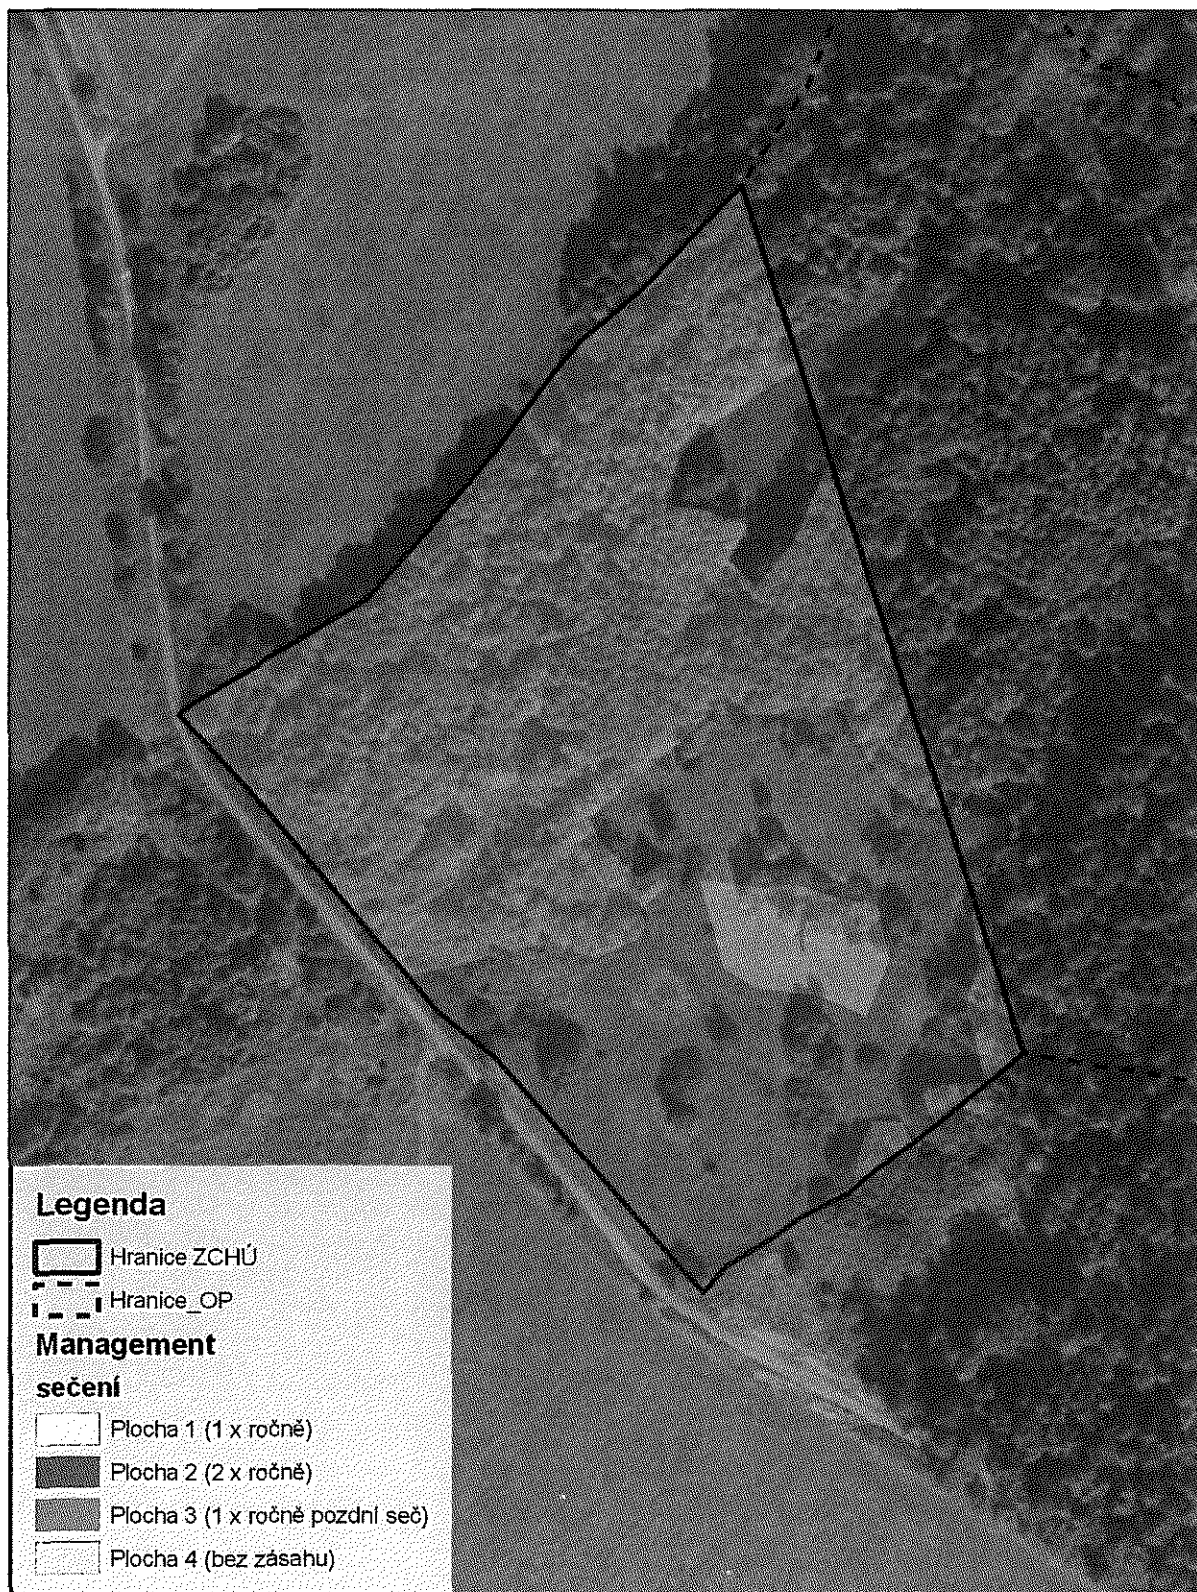 Legenda
Hranice ZCHÚ
Hranice_OP
Management
sečení
Plocha 1 (1 x ročně)
Plocha 2 (2 x ročně)
Plocha 3 (1 x ročně pozdní seč)
Plocha 4 (bez zásahu)